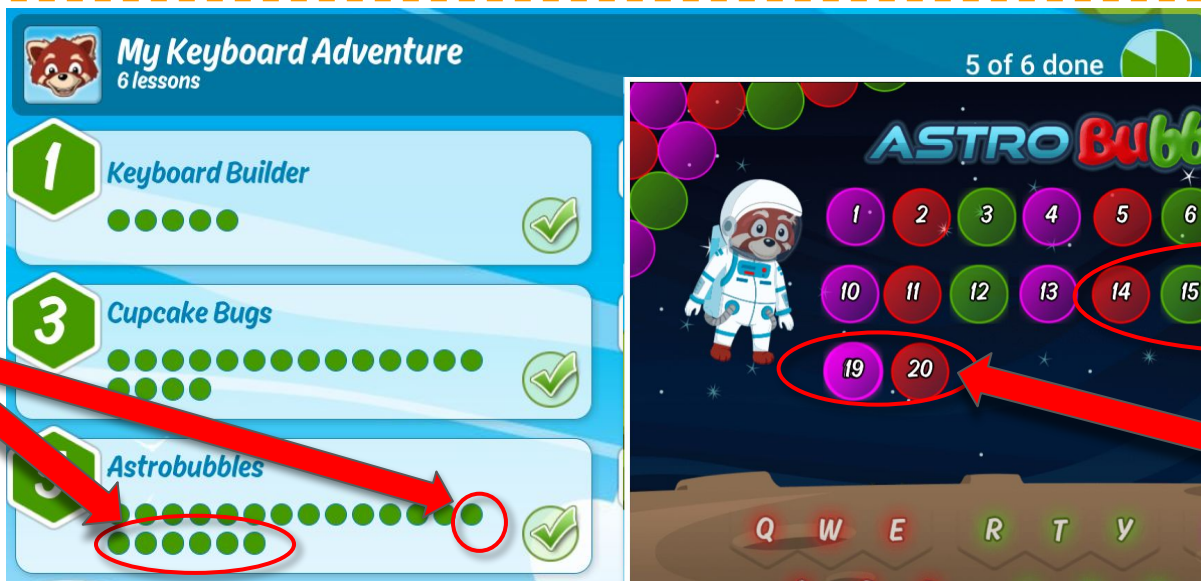 My Keyboard Adventure
6 lessons
5 of 6 done
1
Keyboard Builder
3
Cupcake Bugs
Astrobubbles
ASTRO
1 2 3 4 5 6
10 11 12 13 14 15
19 20
Q W E R T Y